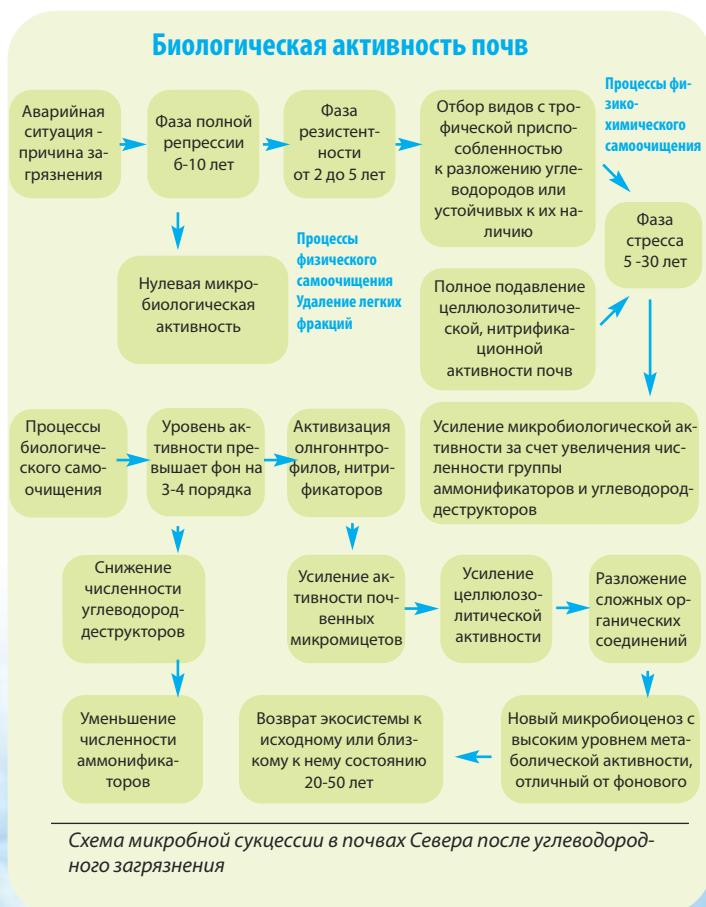 Биологическая активность почв
Аварийная
ситуация -
причина за-
грязнения
Фаза полной
репрессии
6-10 лет
Фаза
резистент-
ности
от 2 до 5 лет
Отбор видов с тро-
фической приспо-
собленностью
к разложению угле-
водородов или
устойчивых к их на-
личию
Процессы фи-
зико-
химического
самоочищения
Фаза
стресса
5 -30 лет
Нулевая микро-
биологическая
активность
Процессы
физического
самоочищения
Удаление легких
фракций
Полное подавление
целлюлозолитиче-
ской, нитрифика-
ционной
активности почв
Процессы
биологиче-
ского само-
очищения
Уровень ак-
тивности пре-
вышает фон на
3-4 порядка
Активизация
олнгоннтро-
филов, нитри-
фикаторов
Усиление микробиологической ак-
тивности за счет увеличения чис-
ленности группы
аммонификаторов и углеводород-
деструкторов
Снижение
численности
углеводород-
деструкторов
Усиление ак-
тивности поч-
венных
микромицетов
Усиление
целлюлозо-
литической
активности
Разложение
сложных ор-
ганических
соединений
Уменьшение
численности
аммонифика-
торов
Возврат экосистемы к
исходному или близ-
кому к нему состоянию
20-50 лет
Новый микробиоценоз с
высоким уровнем мета-
болической активности,
отличный от фонового
Схема микробной сукцессии в почвах Севера после углеводород-
ного загрязнения